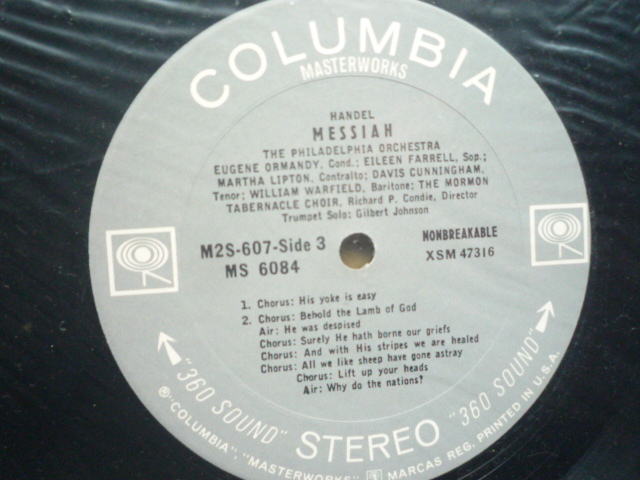 COLUMBIA
MASTERWORKS
HANDEL
MESSIAH
THE PHILADELPHIA ORCHESTRA
EUGENE ORMANDY, Cond.; EILEEN FARRELL, Sop.;
MARTHA LIPTON, Contralto; DAVIS CUNNINGHAM,
Tenor; WILLIAM WARFIELD, Baritone; THE MORMON
TABERNACLE CHOIR, Richard P. Condie, Director
Trumpet Solo: Gilbert Johnson
M2S-607-Side 3
MS 6084
NONBREAKABLE
XSM 47316
1. Chorus: His yoke is easy
2. Chorus: Behold the Lamb of God
Air: He was despised
Chorus: Surely He hath borne our griefs
Chorus: And with His stripes we are healed
Chorus: All we like sheep have gone astray
Chorus: Lift up your heads
Air: Why do the nations?
"360 SOUND" STEREO "360 SOUND"
® "COLUMBIA", "MASTERWORKS", MARCAS REG. PRINTED IN U.S.A.